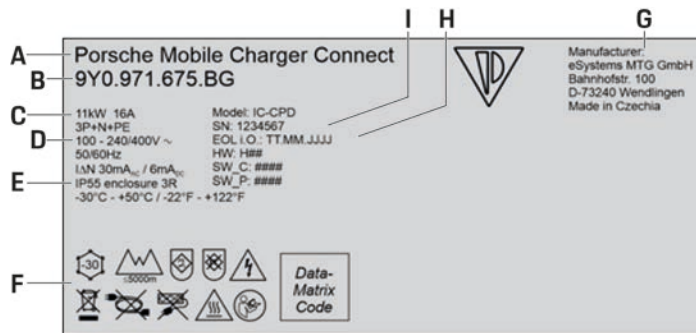 I
H
G
A
Porsche Mobile Charger Connect
B
9Y0.971.675.BG
Manufacturer:
eSystems MTG GmbH
Bahnhofstr. 100
D-73240 Wendlingen
Made in Czechia
C
11kW 16A
3P+N+PE
D
100 - 240/400V ~
50/60Hz
IΔN 30mAAC / 6mADC
E
IP55 enclosure 3R
-30°C - +50°C / -22°F - +122°F
Model: IC-CPD
SN: 1234567
EOL i.O.: TT.MM.JJJJ
HW: H##
SW_C: ####
SW_P: ####
F
-30
≤5000m
Data-
Matrix
Code